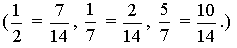 (1/2 = 7/14, 1/7 = 2/14, 5/7 = 10/14.)